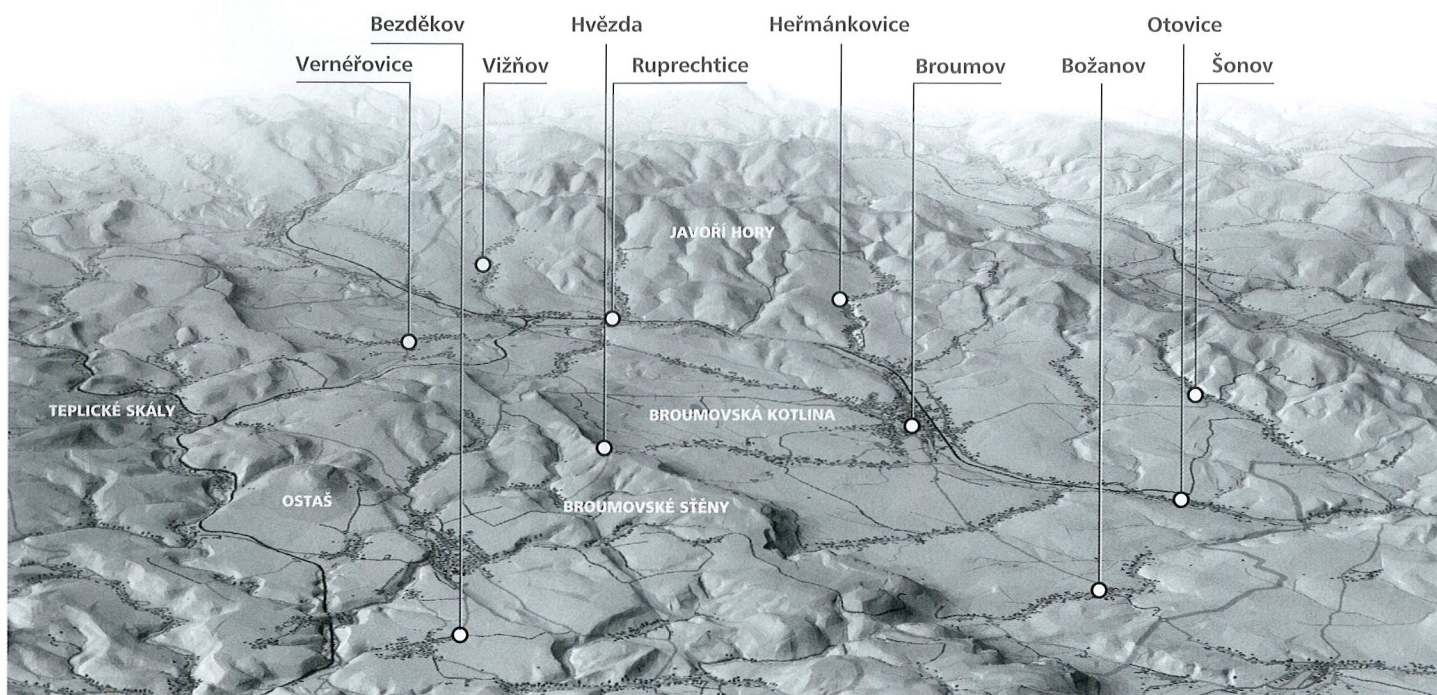 Bezděkov
Hvězda
Heřmánkovice
Otovice
Vernéřovice
Vižňov
Ruprechtice
Broumov
Božanov
Šonov
JAVOŘÍ HORY
TEPLICKÉ SKÁLY
BROUMOVSKÁ KOTLINA
OSTAŠ
BROUMOVSKÉ STĚNY